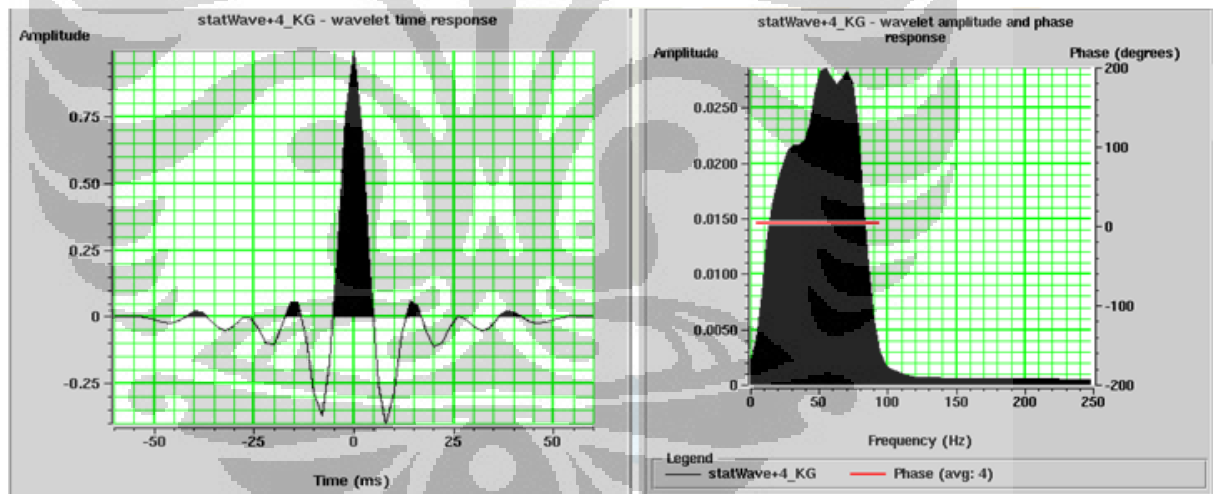 statWave+4_KG - wavelet time response
Amplitude
0.75
0.50
0.25
0
-0.25
-50
-25
0
25
50
Time (ms)
statWave+4_KG - wavelet amplitude and phase
response
Amplitude
Phase (degrees)
0.0250
0.0200
0.0150
0.0100
0.0050
0
200
100
0
-100
-200
0
50
100
150
200
250
Frequency (Hz)
Legend
statWave+4_KG
Phase (avg: 4)